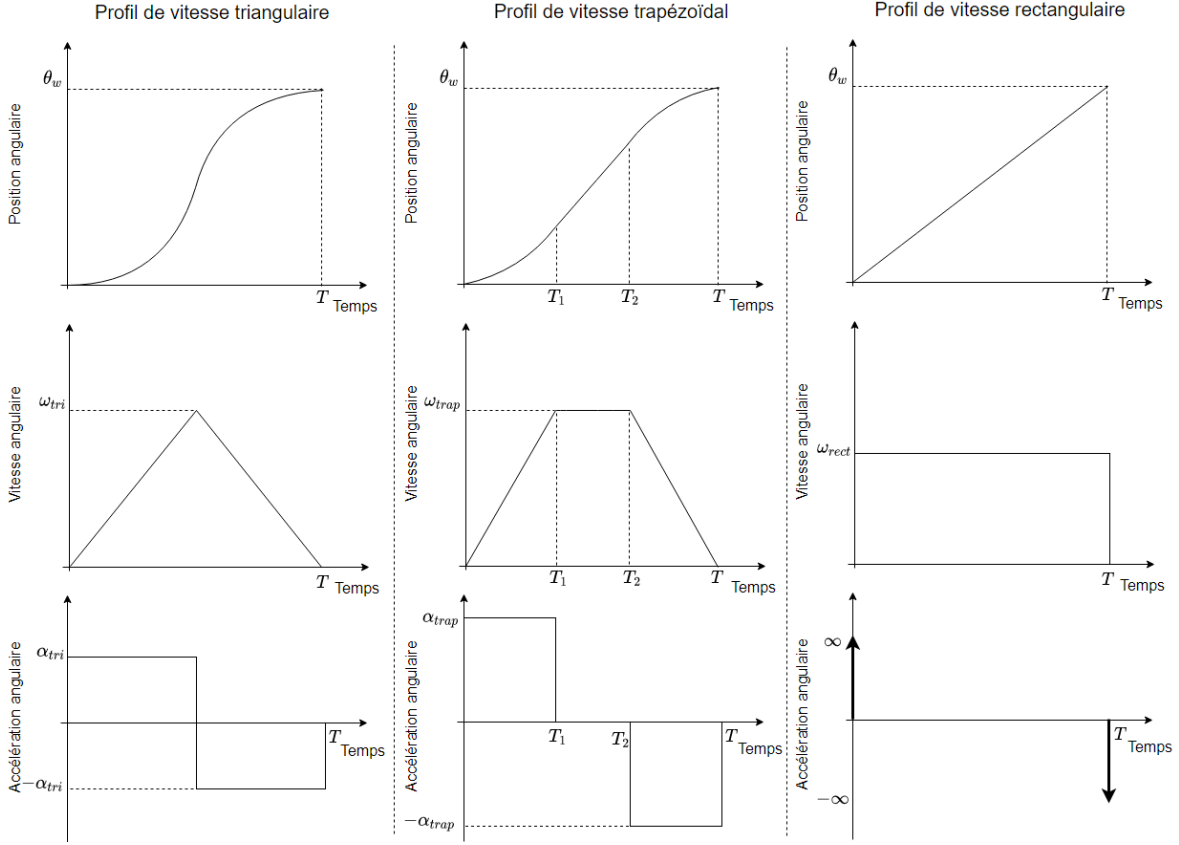 Profil de vitesse triangulaire
Profil de vitesse trapézoïdal
Profil de vitesse rectangulaire
Position angulaire
θw
T
Temps
Position angulaire
θw
T1
T2
T
Temps
Position angulaire
θw
T
Temps
Vitesse angulaire
ωtri
T
Temps
Vitesse angulaire
ωtrap
T1
T2
T
Temps
Vitesse angulaire
ωrect
T
Temps
Accélération angulaire
αtri
−αtri
T
Temps
Accélération angulaire
αtrap
−αtrap
T1
T2
T
Temps
Accélération angulaire
∞
−∞
T
Temps